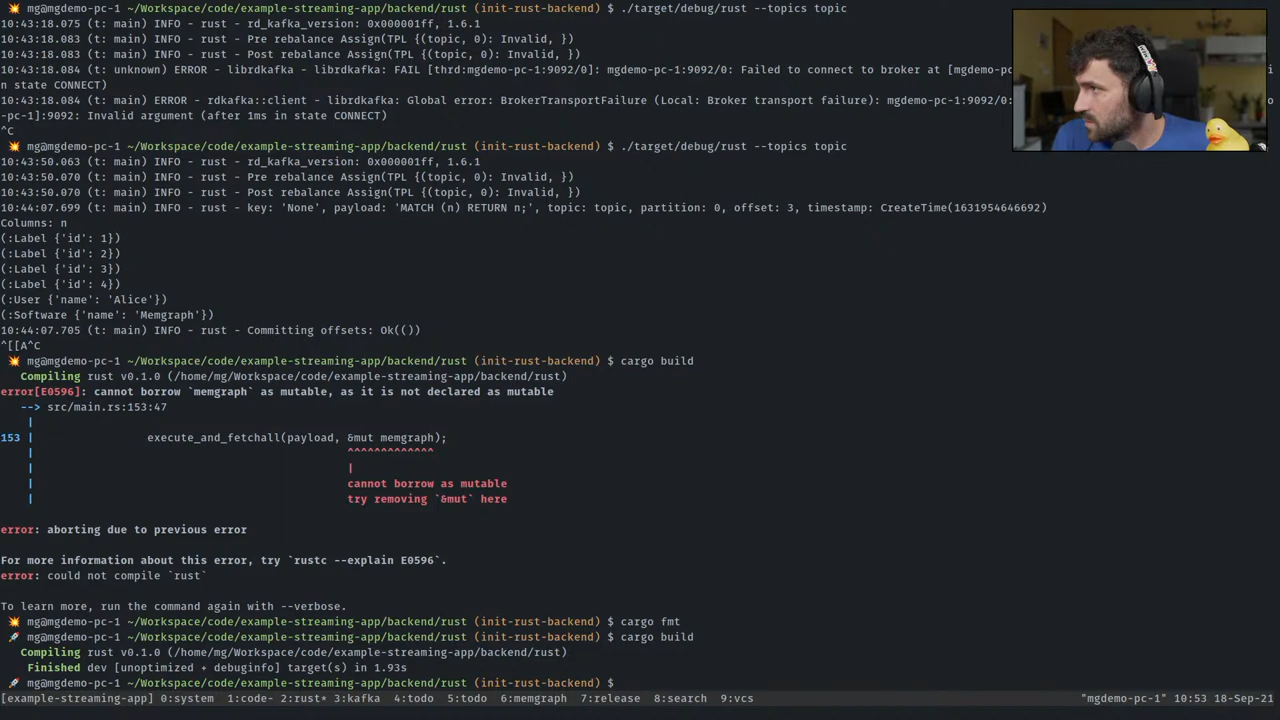 💥 mg@mgdemo-pc-1 ~/Workspace/code/example-streaming-app/backend/rust (init-rust-backend) $ ./target/debug/rust --topics topic
10:43:18.075 (t: main) INFO - rust - rd_kafka_version: 0x000001ff, 1.6.1
10:43:18.083 (t: main) INFO - rust - Pre rebalance Assign(TPL {(topic, 0): Invalid, })
10:43:18.083 (t: main) INFO - rust - Post rebalance Assign(TPL {(topic, 0): Invalid, })
10:43:18.084 (t: unknown) ERROR - librdkafka - librdkafka: FAIL [thrd:mgdemo-pc-1:9092/0]: mgdemo-pc-1:9092/0: Failed to connect to broker at [mgdemo-p
n state CONNECT)
10:43:18.084 (t: main) ERROR - rdkafka::client - librdkafka: Global error: BrokerTransportFailure (Local: Broker transport failure): mgdemo-pc-1:9092/0:
-pc-1]:9092: Invalid argument (after 1ms in state CONNECT)
^C
💥 mg@mgdemo-pc-1 ~/Workspace/code/example-streaming-app/backend/rust (init-rust-backend) $ ./target/debug/rust --topics topic
10:43:50.063 (t: main) INFO - rust - rd_kafka_version: 0x000001ff, 1.6.1
10:43:50.070 (t: main) INFO - rust - Pre rebalance Assign(TPL {(topic, 0): Invalid, })
10:43:50.070 (t: main) INFO - rust - Post rebalance Assign(TPL {(topic, 0): Invalid, })
10:44:07.699 (t: main) INFO - rust - key: 'None', payload: 'MATCH (n) RETURN n;', topic: topic, partition: 0, offset: 3, timestamp: CreateTime(1631954646692)
Columns: n
(:Label {'id': 1})
(:Label {'id': 2})
(:Label {'id': 3})
(:Label {'id': 4})
(:User {'name': 'Alice'})
(:Software {'name': 'Memgraph'})
10:44:07.705 (t: main) INFO - rust - Committing offsets: Ok(())
^[[A^C
💥 mg@mgdemo-pc-1 ~/Workspace/code/example-streaming-app/backend/rust (init-rust-backend) $ cargo build
Compiling rust v0.1.0 (/home/mg/Workspace/code/example-streaming-app/backend/rust)
error[E0596]: cannot borrow `memgraph` as mutable, as it is not declared as mutable
--> src/main.rs:153:47
|
153 | execute_and_fetchall(payload, &mut memgraph);
| ^^^^^^^^^^^^^
| |
| cannot borrow as mutable
| try removing `&mut` here
error: aborting due to previous error
For more information about this error, try `rustc --explain E0596`.
error: could not compile `rust`
To learn more, run the command again with --verbose.
💥 mg@mgdemo-pc-1 ~/Workspace/code/example-streaming-app/backend/rust (init-rust-backend) $ cargo fmt
🚀 mg@mgdemo-pc-1 ~/Workspace/code/example-streaming-app/backend/rust (init-rust-backend) $ cargo build
Compiling rust v0.1.0 (/home/mg/Workspace/code/example-streaming-app/backend/rust)
Finished dev [unoptimized + debuginfo] target(s) in 1.93s
🚀 mg@mgdemo-pc-1 ~/Workspace/code/example-streaming-app/backend/rust (init-rust-backend) $
[example-streaming-app] 0:system 1:code- 2:rust* 3:kafka 4:todo 5:todo 6:memgraph 7:release 8:search 9:vcs "mgdemo-pc-1" 10:53 18-Sep-21